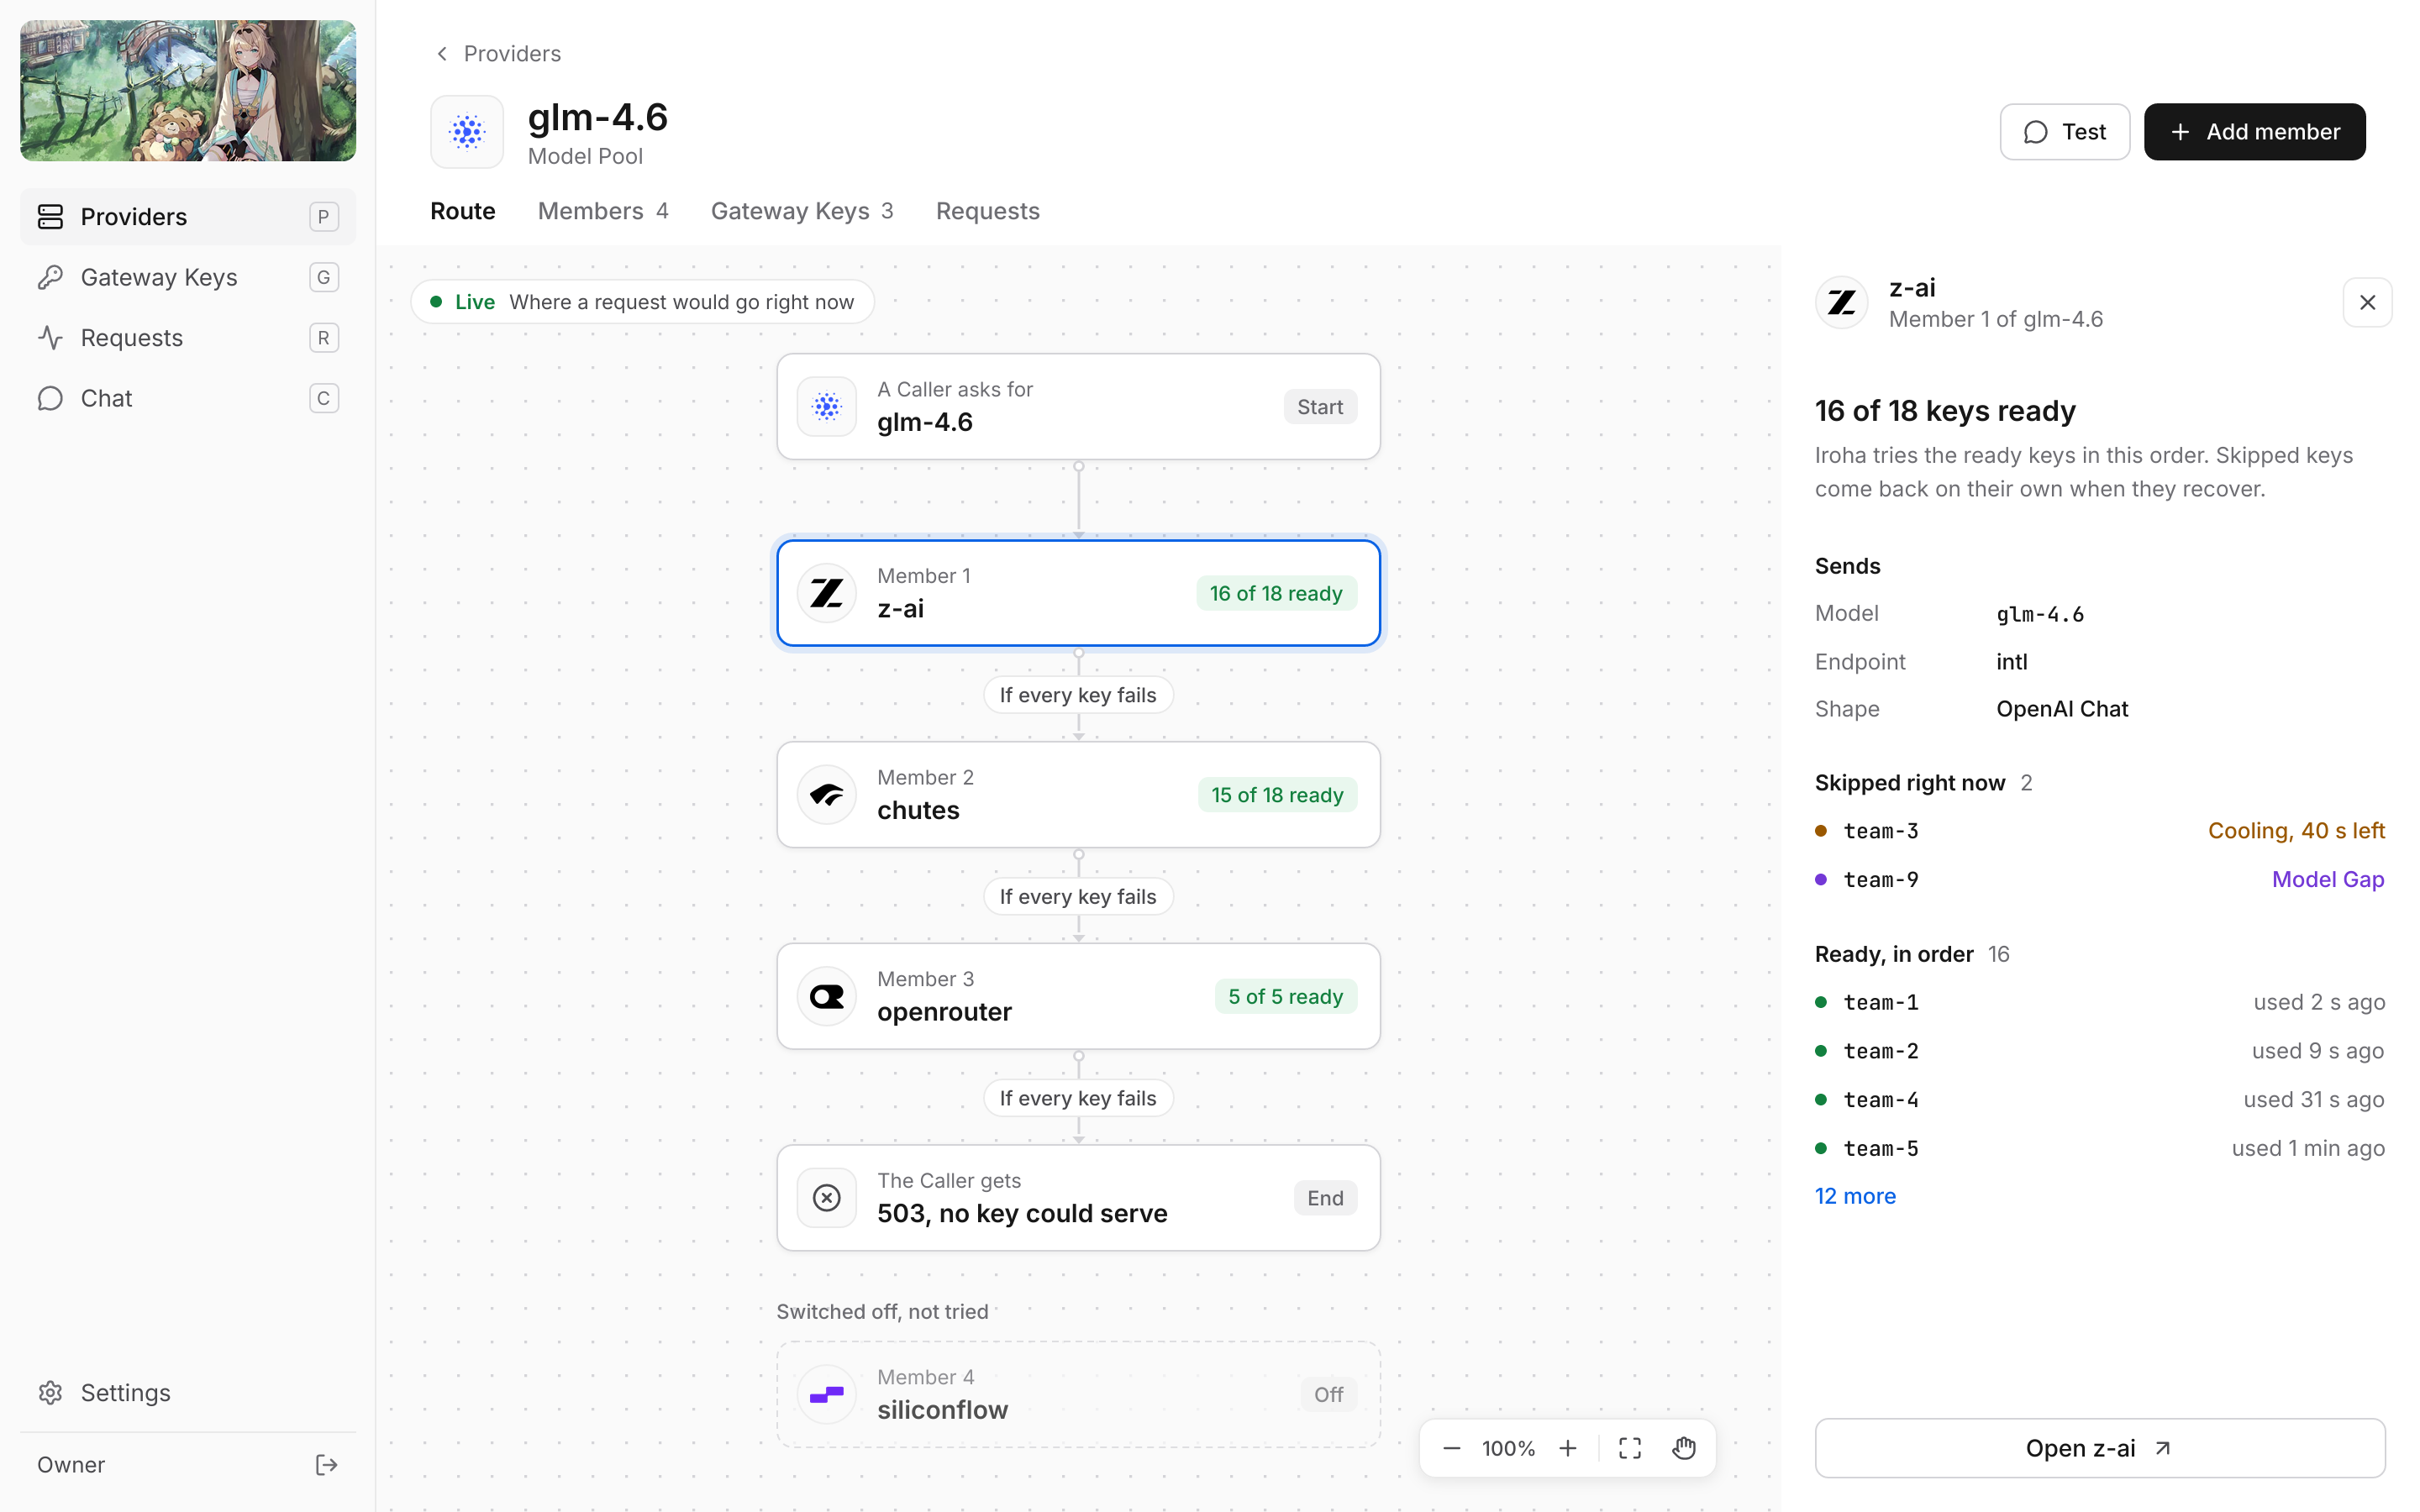 Providers
P
Gateway Keys
G
Requests
R
Chat
C
Settings
Owner
Providers
glm-4.6
Model Pool
Test
Add member
Route
Members 4
Gateway Keys 3
Requests
Live Where a request would go right now
A Caller asks for
glm-4.6
Start
Member 1
z-ai
16 of 18 ready
If every key fails
Member 2
chutes
15 of 18 ready
If every key fails
Member 3
openrouter
5 of 5 ready
If every key fails
The Caller gets
503, no key could serve
End
Switched off, not tried
Member 4
siliconflow
Off
100%
z-ai
Member 1 of glm-4.6
16 of 18 keys ready
Iroha tries the ready keys in this order. Skipped keys
come back on their own when they recover.
Sends
Model glm-4.6
Endpoint intl
Shape OpenAI Chat
Skipped right now 2
team-3 Cooling, 40 s left
team-9 Model Gap
Ready, in order 16
team-1 used 2 s ago
team-2 used 9 s ago
team-4 used 31 s ago
team-5 used 1 min ago
12 more
Open z-ai